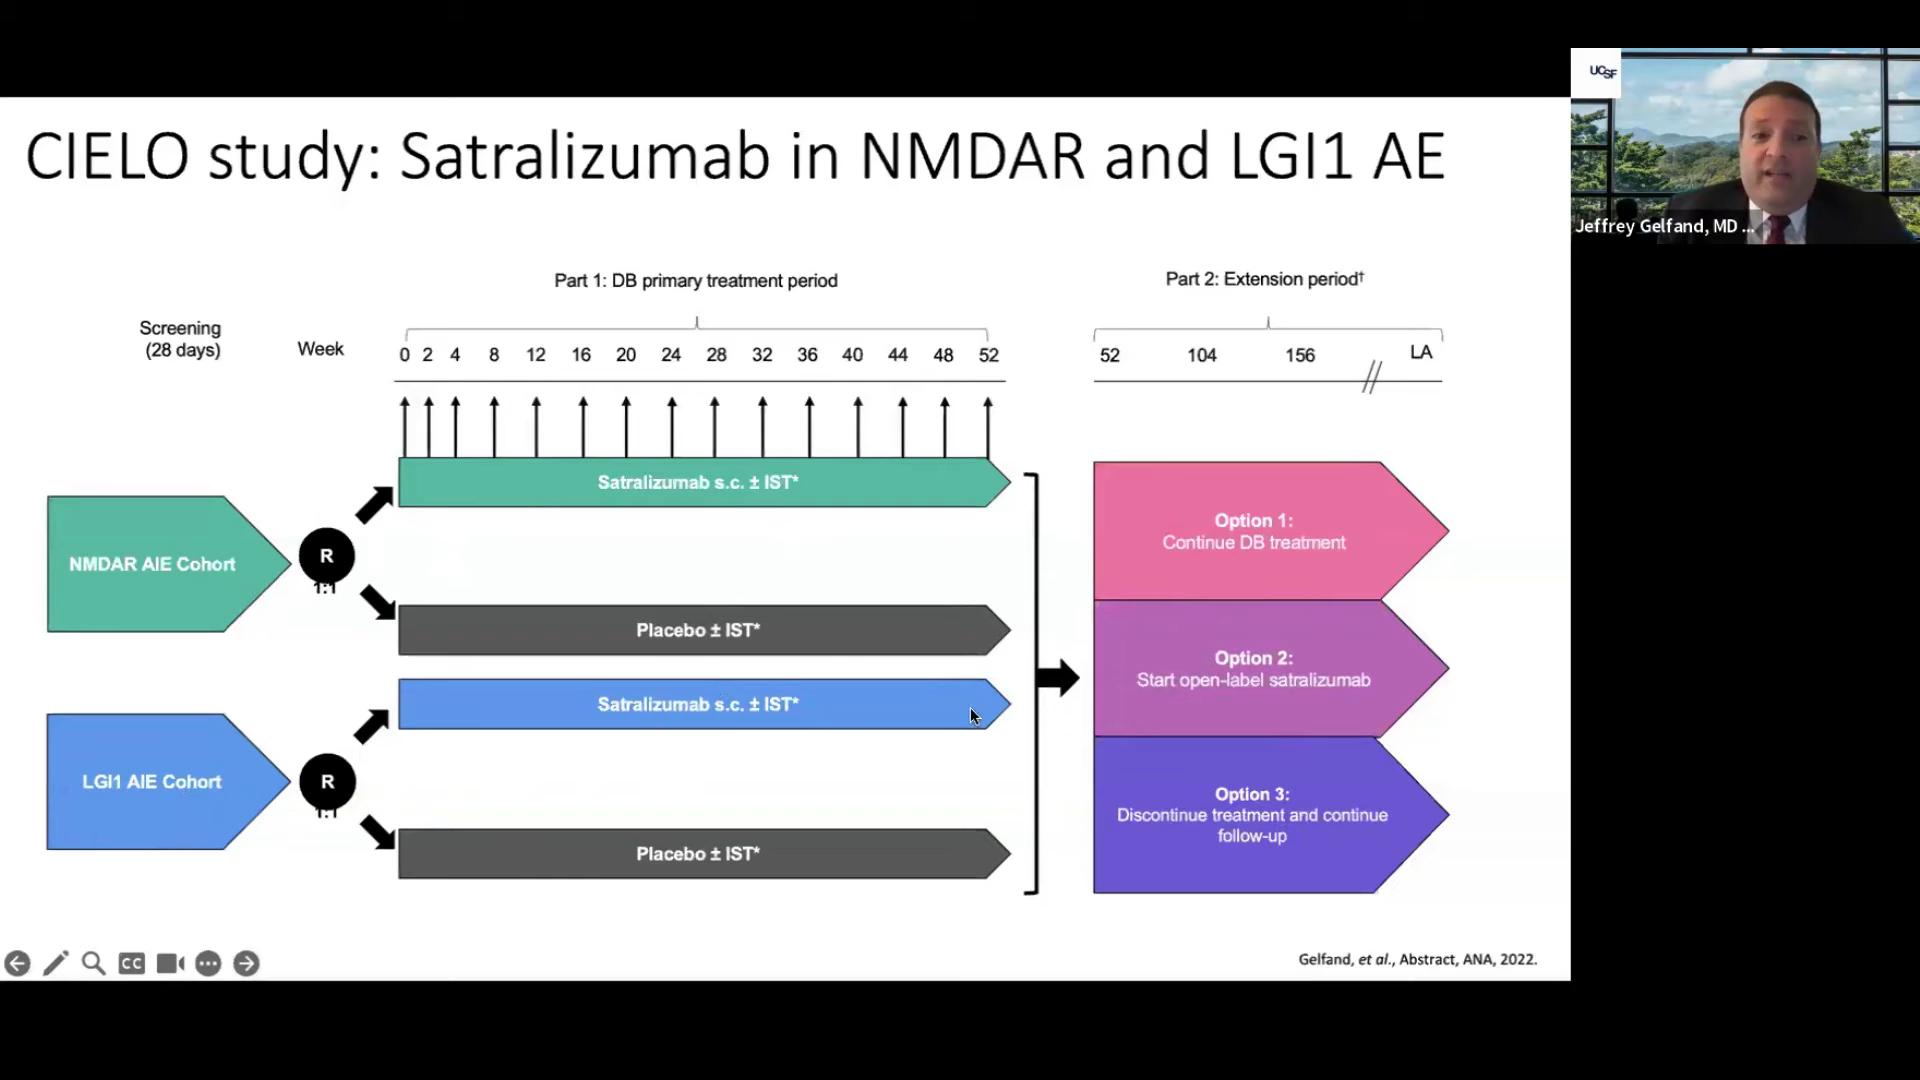 UCSF
Jeffrey Gelfand, MD ...
CIELO study: Satralizumab in NMDAR and LGI1 AE
Part 1: DB primary treatment period
Part 2: Extension period†
Screening
(28 days)
Week
0 2 4 8 12 16 20 24 28 32 36 40 44 48 52
52 104 156 // LA
Satralizumab s.c. ± IST*
NMDAR AIE Cohort
R
1:1
Placebo ± IST*
Satralizumab s.c. ± IST*
LGI1 AIE Cohort
R
1:1
Placebo ± IST*
Option 1:
Continue DB treatment
Option 2:
Start open-label satralizumab
Option 3:
Discontinue treatment and continue
follow-up
CC
Gelfand, et al., Abstract, ANA, 2022.